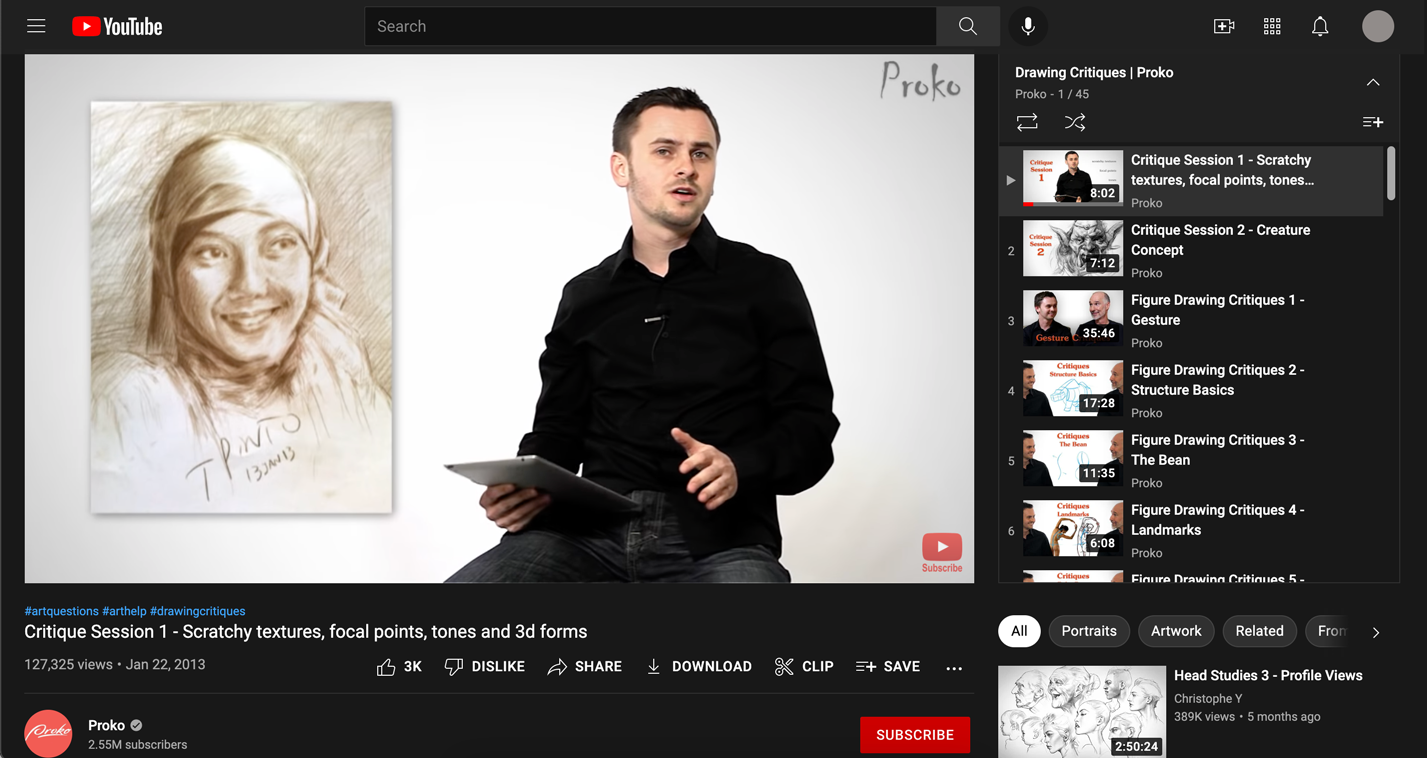 YouTube
Search
Proko
T PINTO
13JAN13
Subscribe
#artquestions #arthelp #drawingcritiques
Critique Session 1 - Scratchy textures, focal points, tones and 3d forms
127,325 views • Jan 22, 2013
3K
DISLIKE
SHARE
DOWNLOAD
CLIP
SAVE
Proko
Proko
2.55M subscribers
SUBSCRIBE
Drawing Critiques | Proko
Proko - 1 / 45
Critique
Session
1
8:02
Critique Session 1 - Scratchy
textures, focal points, tones...
Proko
2
Critique
Session
2
7:12
Critique Session 2 - Creature
Concept
Proko
3
Gesture
35:46
Figure Drawing Critiques 1 -
Gesture
Proko
4
Critiques
Structure Basics
17:28
Figure Drawing Critiques 2 -
Structure Basics
Proko
5
Critiques
The Bean
11:35
Figure Drawing Critiques 3 -
The Bean
Proko
6
Critiques
Landmarks
6:08
Figure Drawing Critiques 4 -
Landmarks
Proko
Critiques
Figure Drawing Critiques 5 -
All
Portraits
Artwork
Related
From
2:50:24
Head Studies 3 - Profile Views
Christophe Y
389K views • 5 months ago